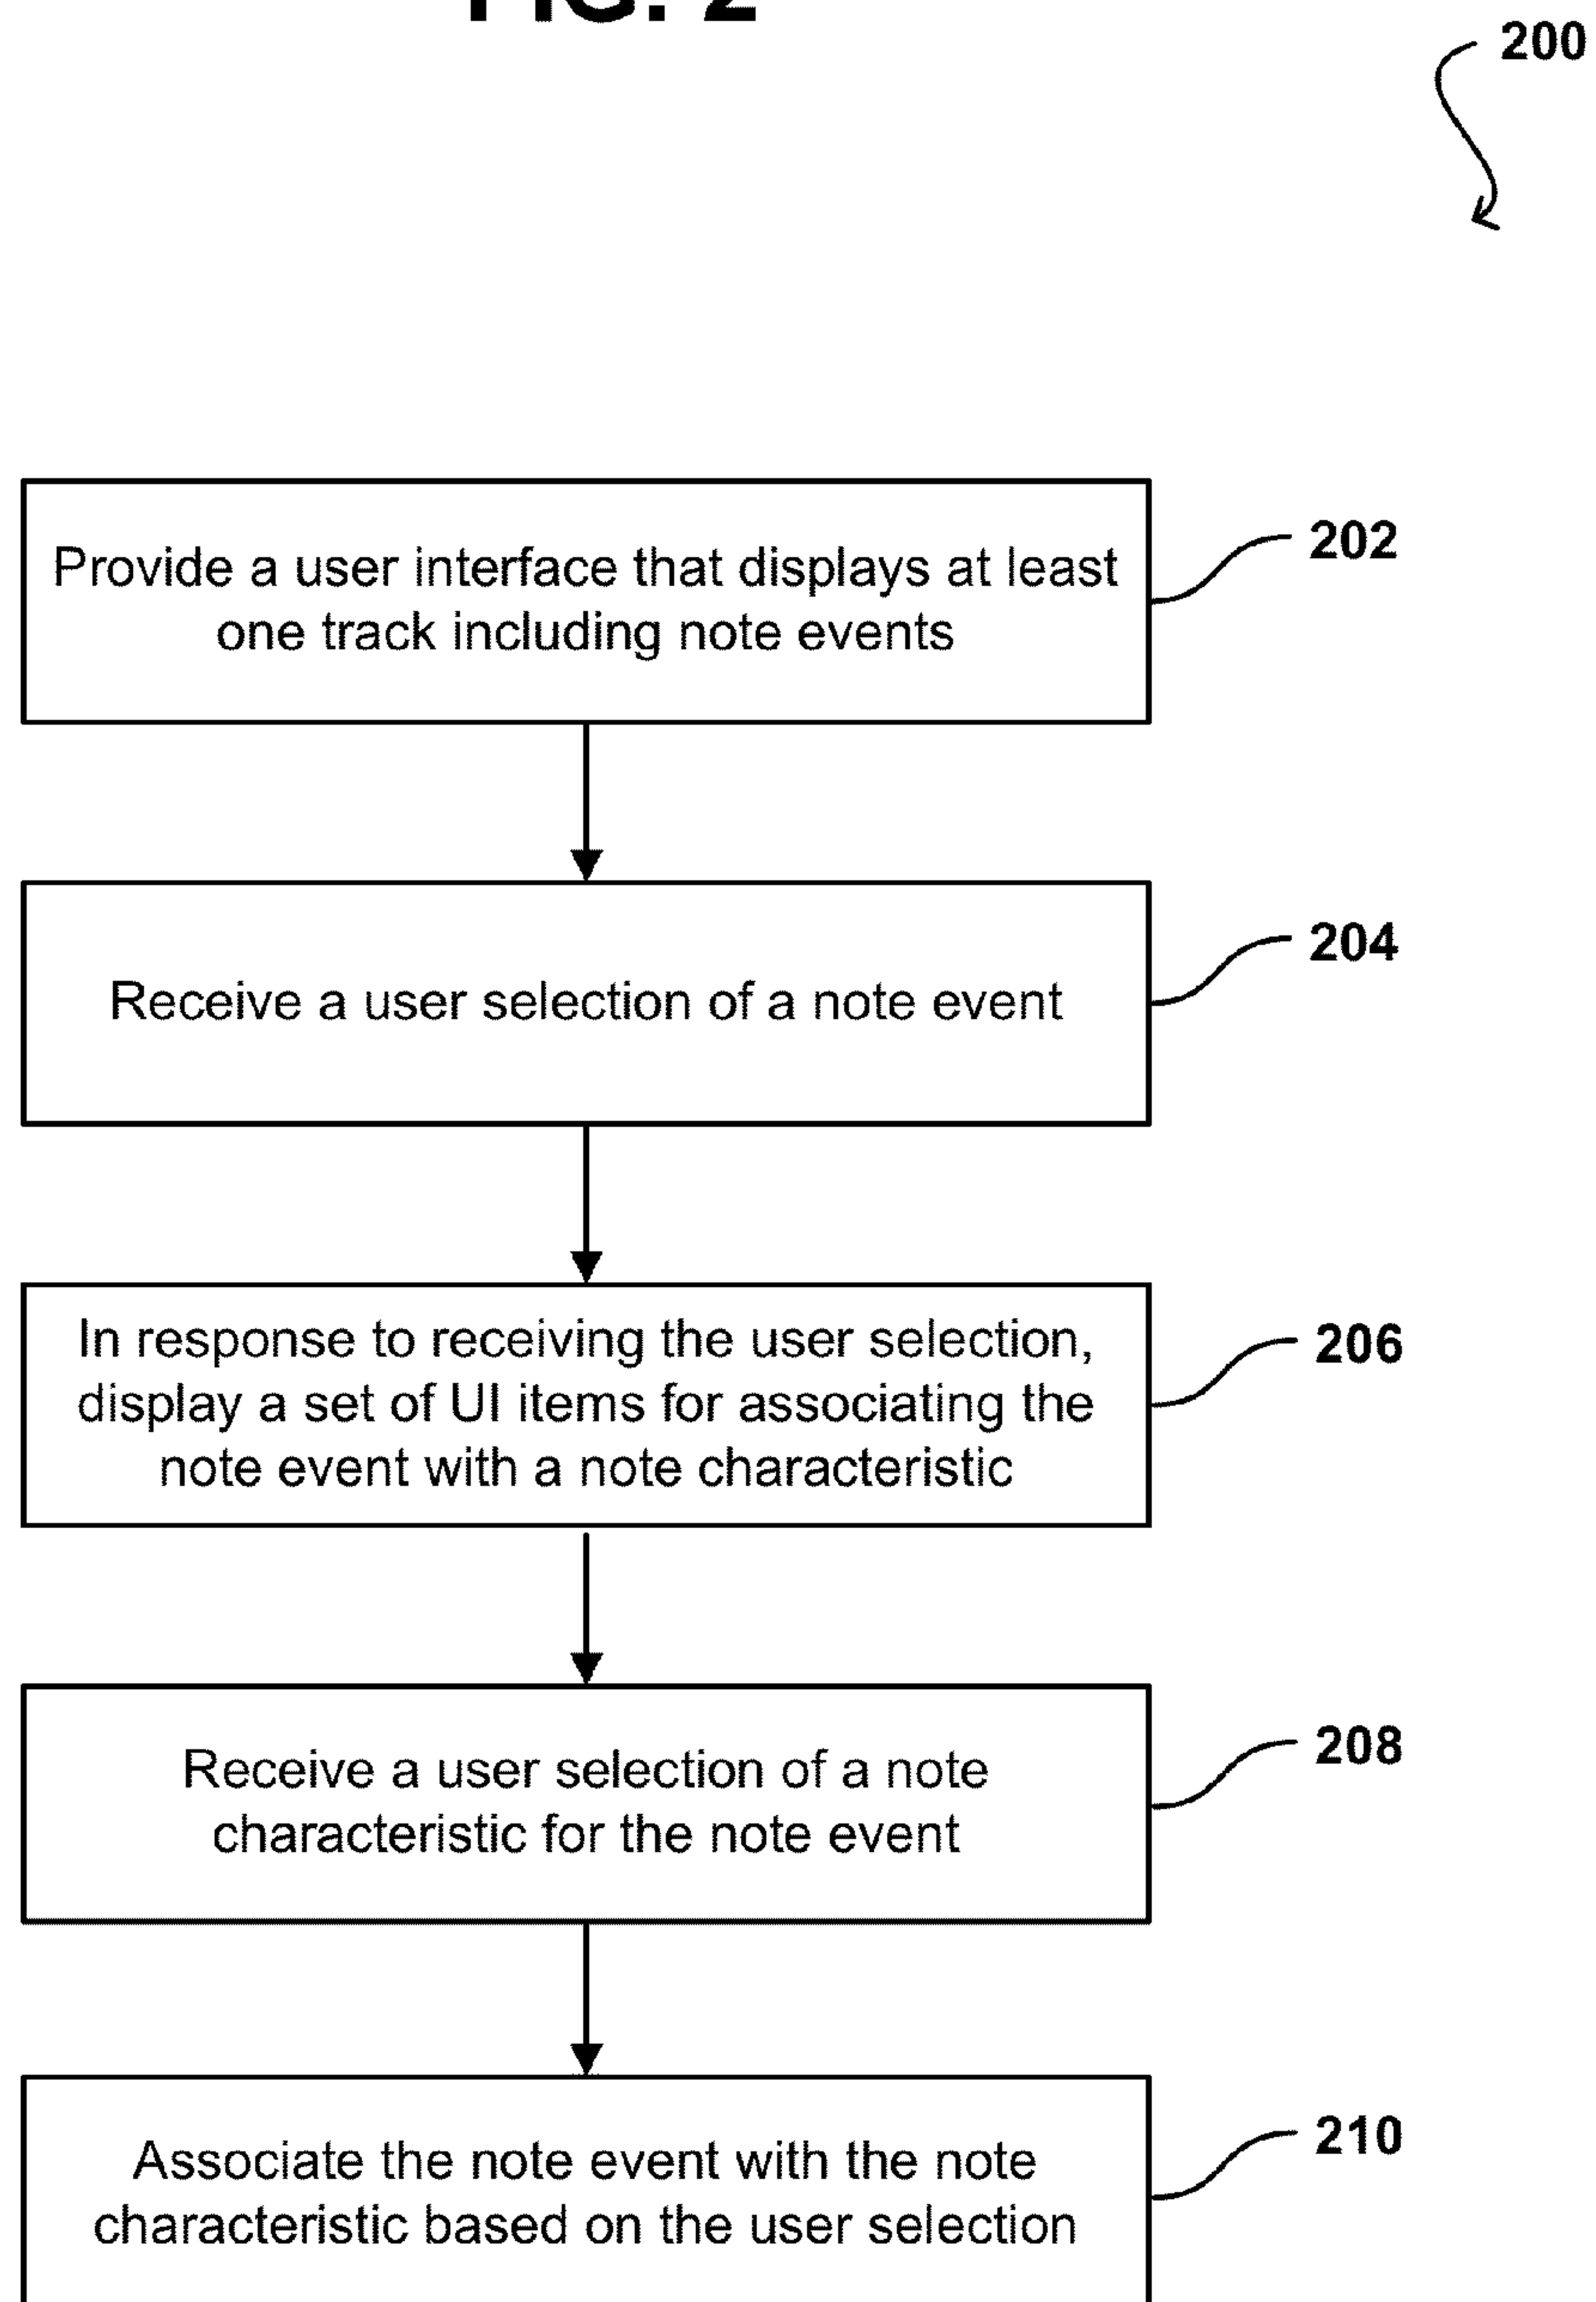 FIG. 2
200
Provide a user interface that displays at least
one track including note events
202
Receive a user selection of a note event
204
In response to receiving the user selection,
display a set of UI items for associating the
note event with a note characteristic
206
Receive a user selection of a note
characteristic for the note event
208
Associate the note event with the note
characteristic based on the user selection
210